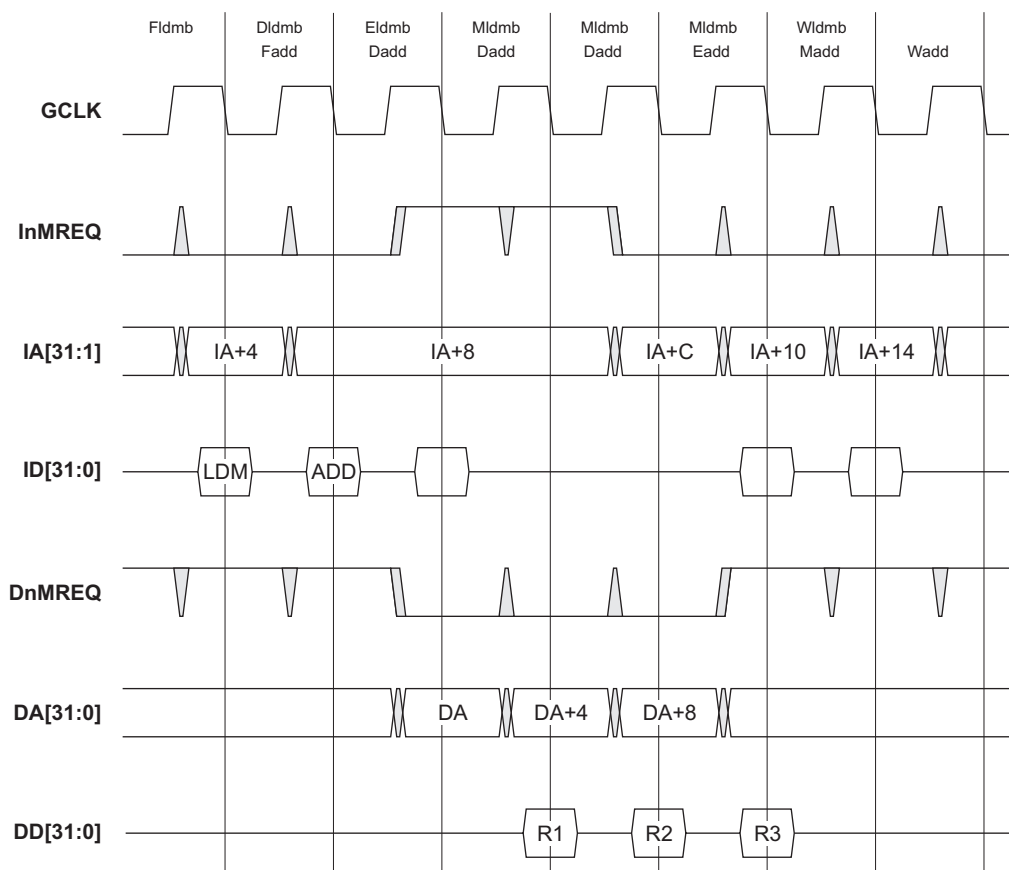 Fldmb Dldmb Eldmb Mldmb Mldmb Mldmb Wldmb
Fadd Dadd Dadd Dadd Eadd Madd Wadd
GCLK
InMREQ
IA[31:1] IA+4 IA+8 IA+C IA+10 IA+14
ID[31:0] LDM ADD
DnMREQ
DA[31:0] DA DA+4 DA+8
DD[31:0] R1 R2 R3